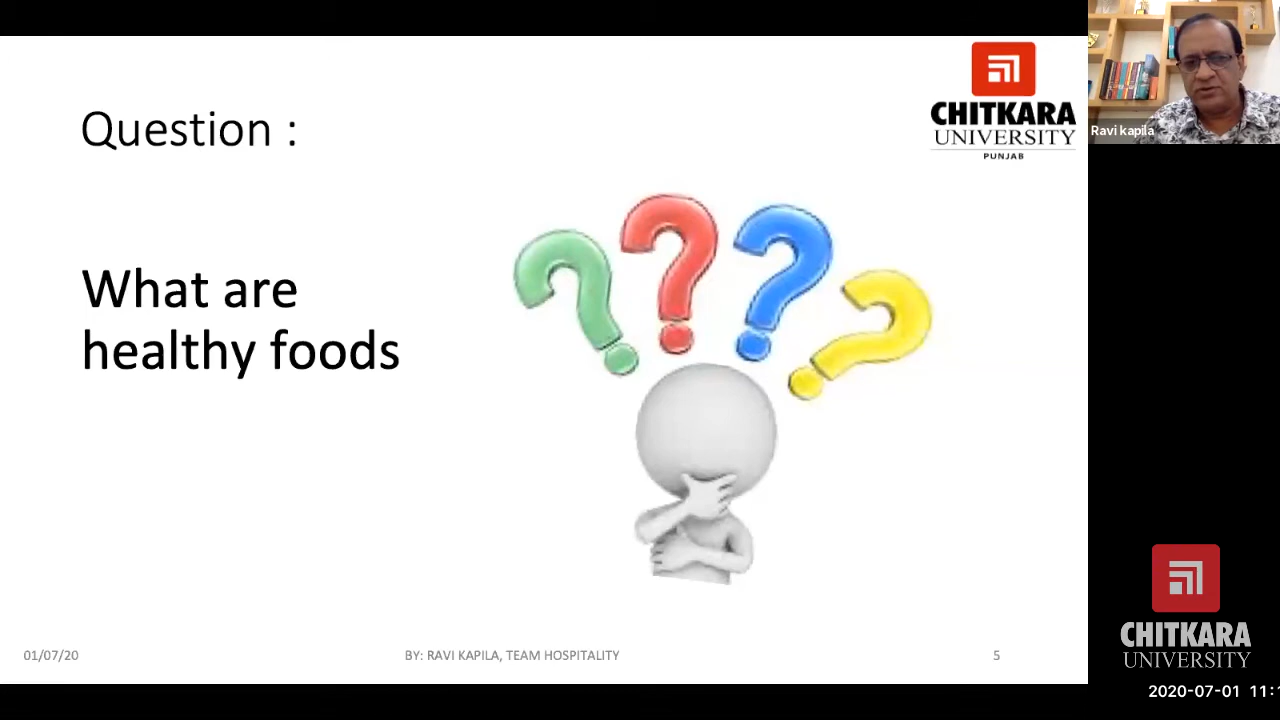 Question :
CHITKARA
UNIVERSITY
PUNJAB
Ravi kapila
What are
healthy foods
01/07/20
BY: RAVI KAPILA, TEAM HOSPITALITY
5
CHITKARA
UNIVERSITY
2020-07-01 11: